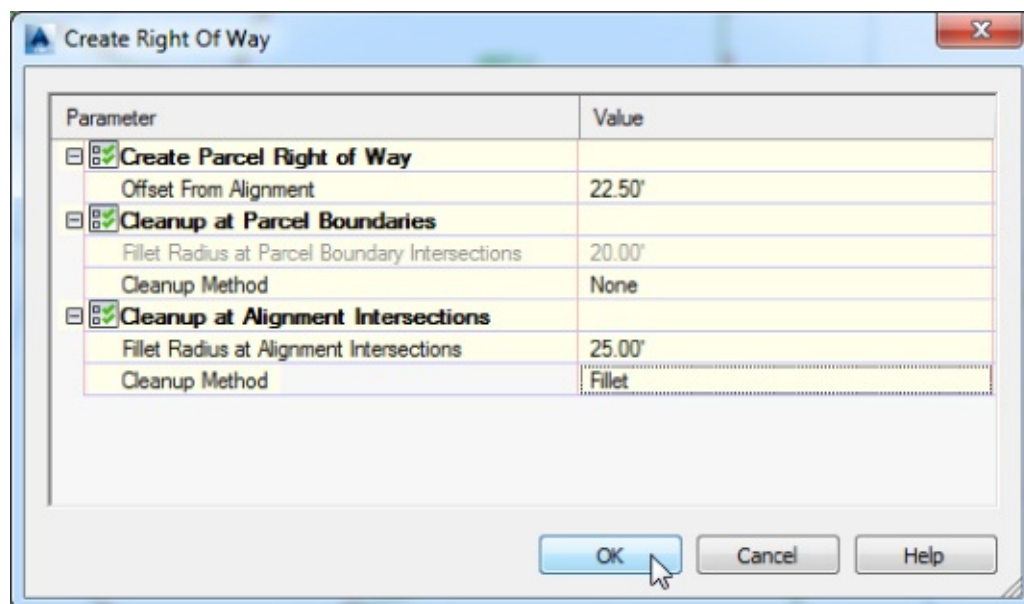 Create Right Of Way
Parameter Value
Create Parcel Right of Way
Offset From Alignment 22.50'
Cleanup at Parcel Boundaries
Fillet Radius at Parcel Boundary Intersections 20.00'
Cleanup Method None
Cleanup at Alignment Intersections
Fillet Radius at Alignment Intersections 25.00'
Cleanup Method Fillet
OK Cancel Help